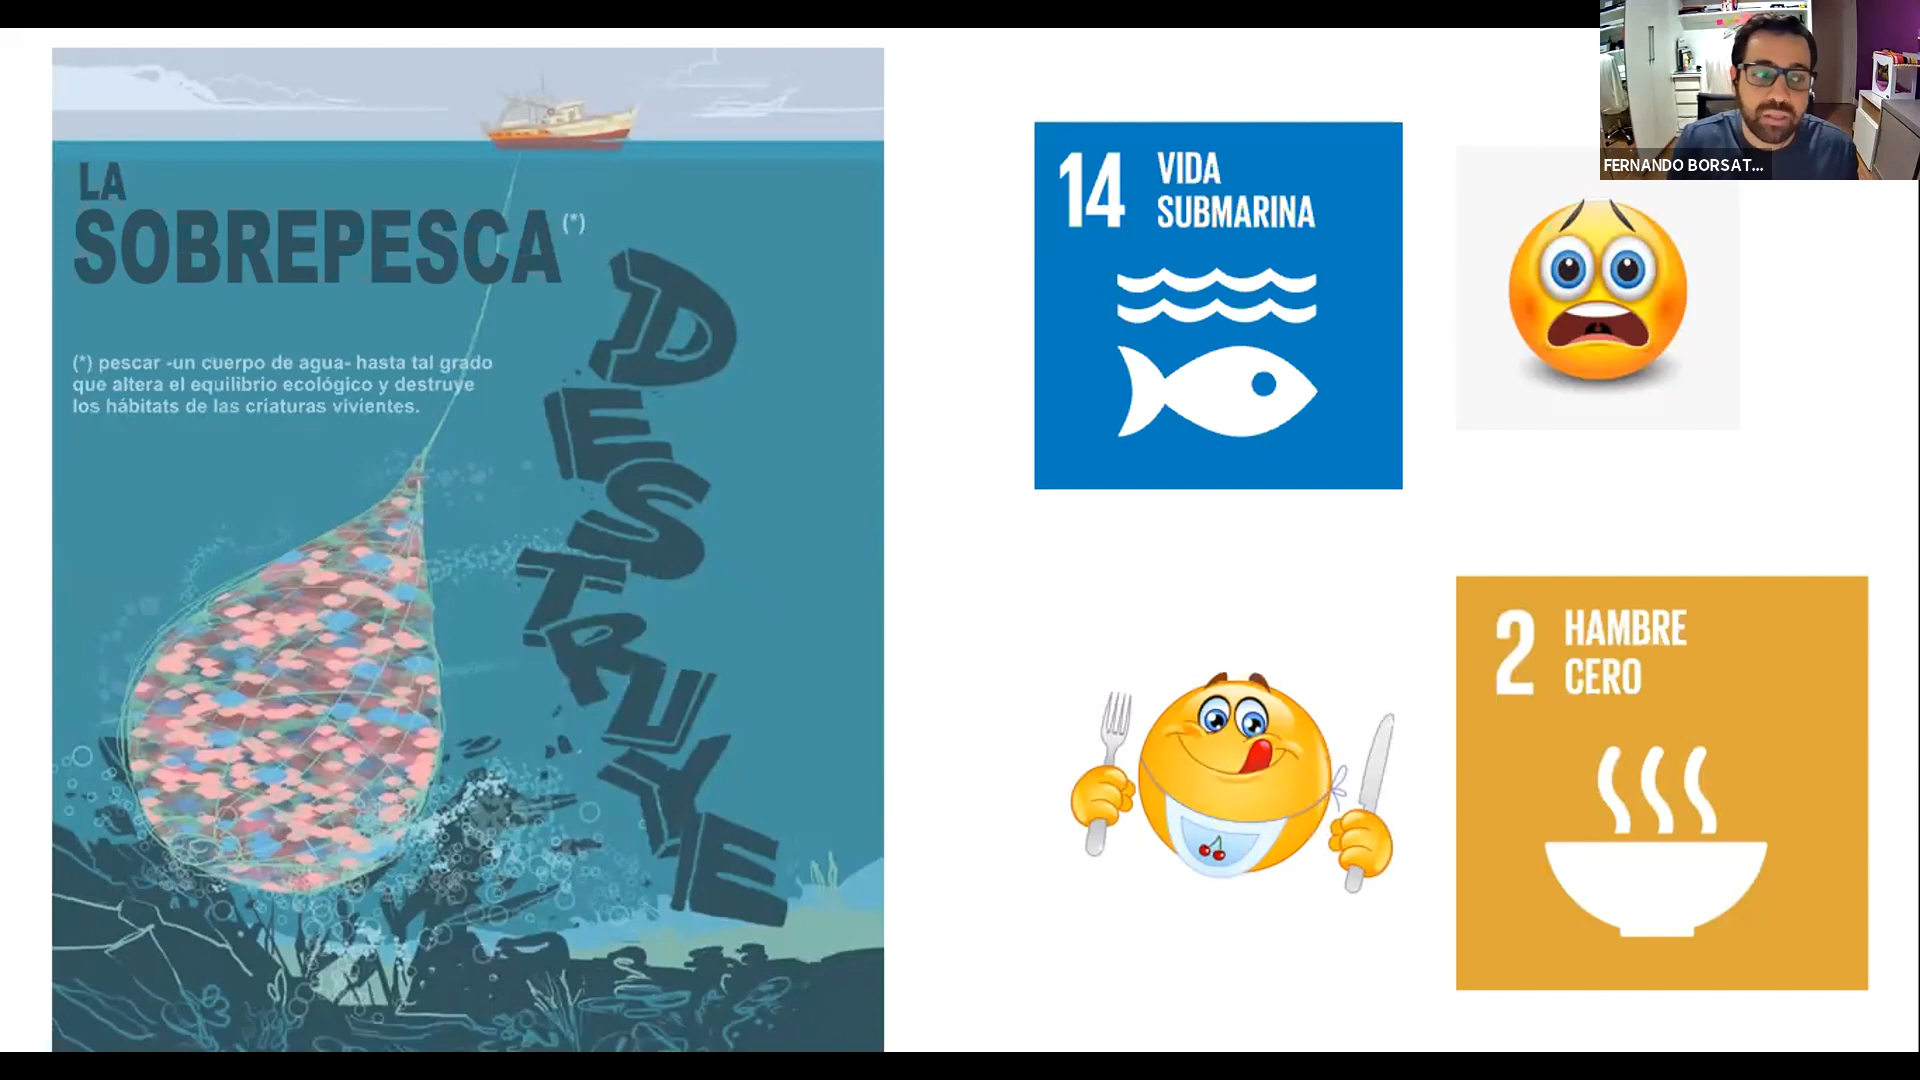 LA
SOBREPESCA(*)
(*) pescar -un cuerpo de agua- hasta tal grado
que altera el equilibrio ecológico y destruye
los hábitats de las criaturas vivientes.
DESTRUYE
14 VIDA
SUBMARINA
2 HAMBRE
CERO
FERNANDO BORSAT...